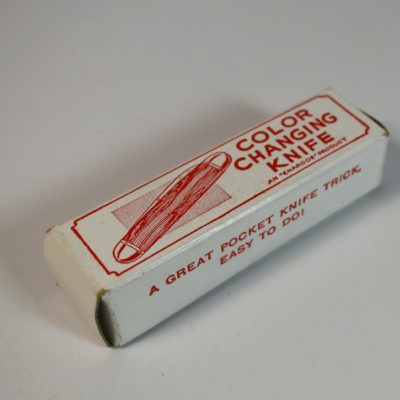 COLOR
CHANGING
KNIFE
AN "ENARDOE" PRODUCT
A GREAT POCKET KNIFE TRICK,
EASY TO DO!